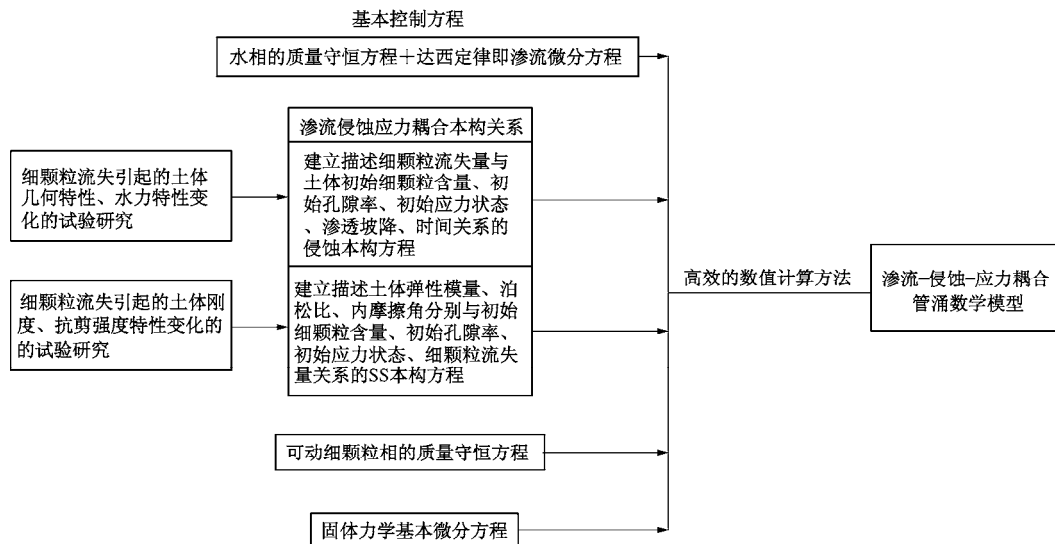 基本控制方程
水相的质量守恒方程+达西定律即渗流微分方程
渗流侵蚀应力耦合本构关系
细颗粒流失引起的土体
几何特性、水力特性变
化的试验研究
建立描述细颗粒流失量与
土体初始细颗粒含量、初
始孔隙率、初始应力状态
、渗透坡降、时间关系的
侵蚀本构方程
细颗粒流失引起的土体刚
度、抗剪强度特性变化的
的试验研究
建立描述土体弹性模量、泊
松比、内摩擦角分别与初始
细颗粒含量、初始孔隙率、
初始应力状态、细颗粒流失
量关系的SS本构方程
可动细颗粒相的质量守恒方程
固体力学基本微分方程
高效的数值计算方法
渗流–侵蚀–应力耦合
管涌数学模型